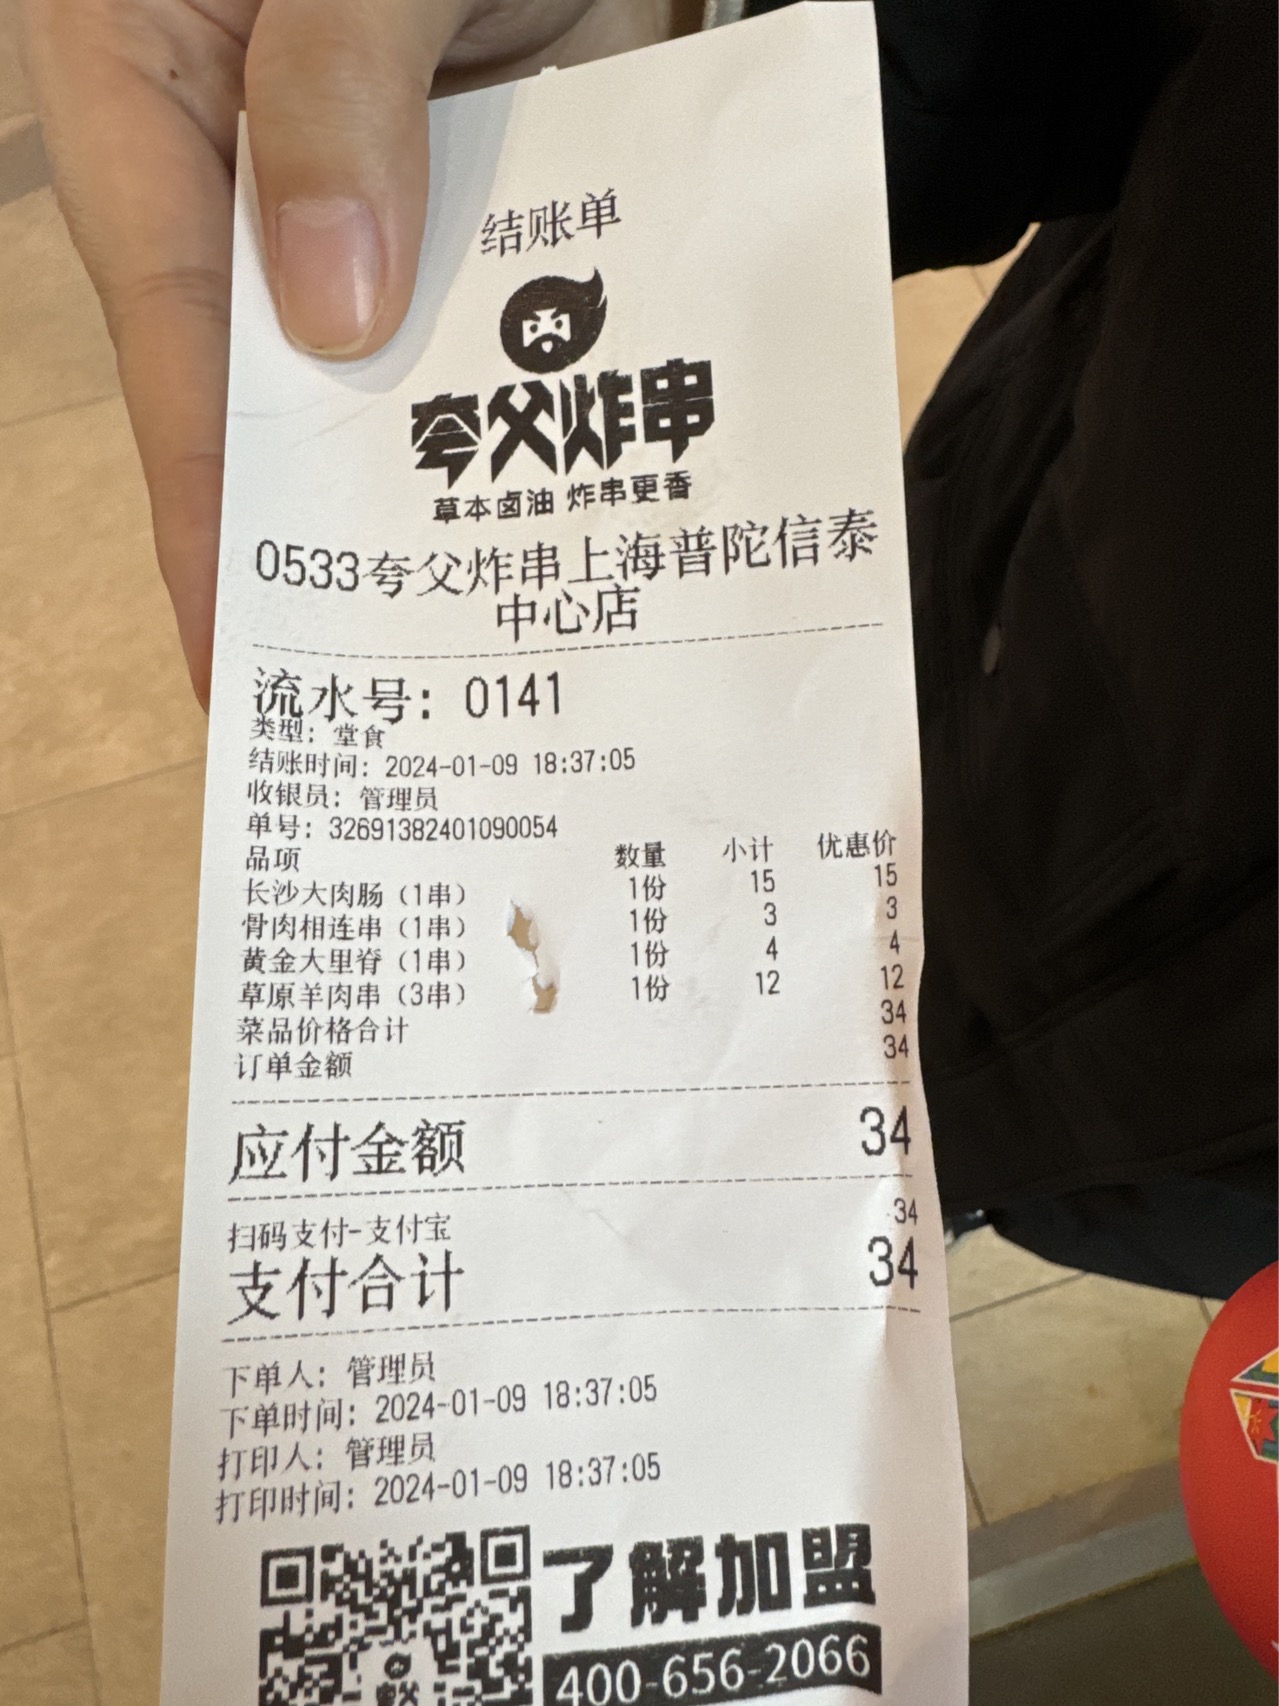 结账单
夸父炸串
草本卤油 炸串更香
0533夸父炸串上海普陀信泰
中心店
流水号: 0141
类型: 堂食
结账时间: 2024-01-09 18:37:05
收银员: 管理员
单号: 32691382401090054
品项 数量 小计 优惠价
长沙大肉肠(1串) 1份 15 15
骨肉相连串(1串) 1份 3 3
黄金大里脊(1串) 1份 4 4
草原羊肉串(3串) 1份 12 12
菜品价格合计 34
订单金额 34
应付金额 34
扫码支付-支付宝 34
支付合计 34
下单人: 管理员
下单时间: 2024-01-09 18:37:05
打印人: 管理员
打印时间: 2024-01-09 18:37:05
了解加盟
400-656-2066
夸父